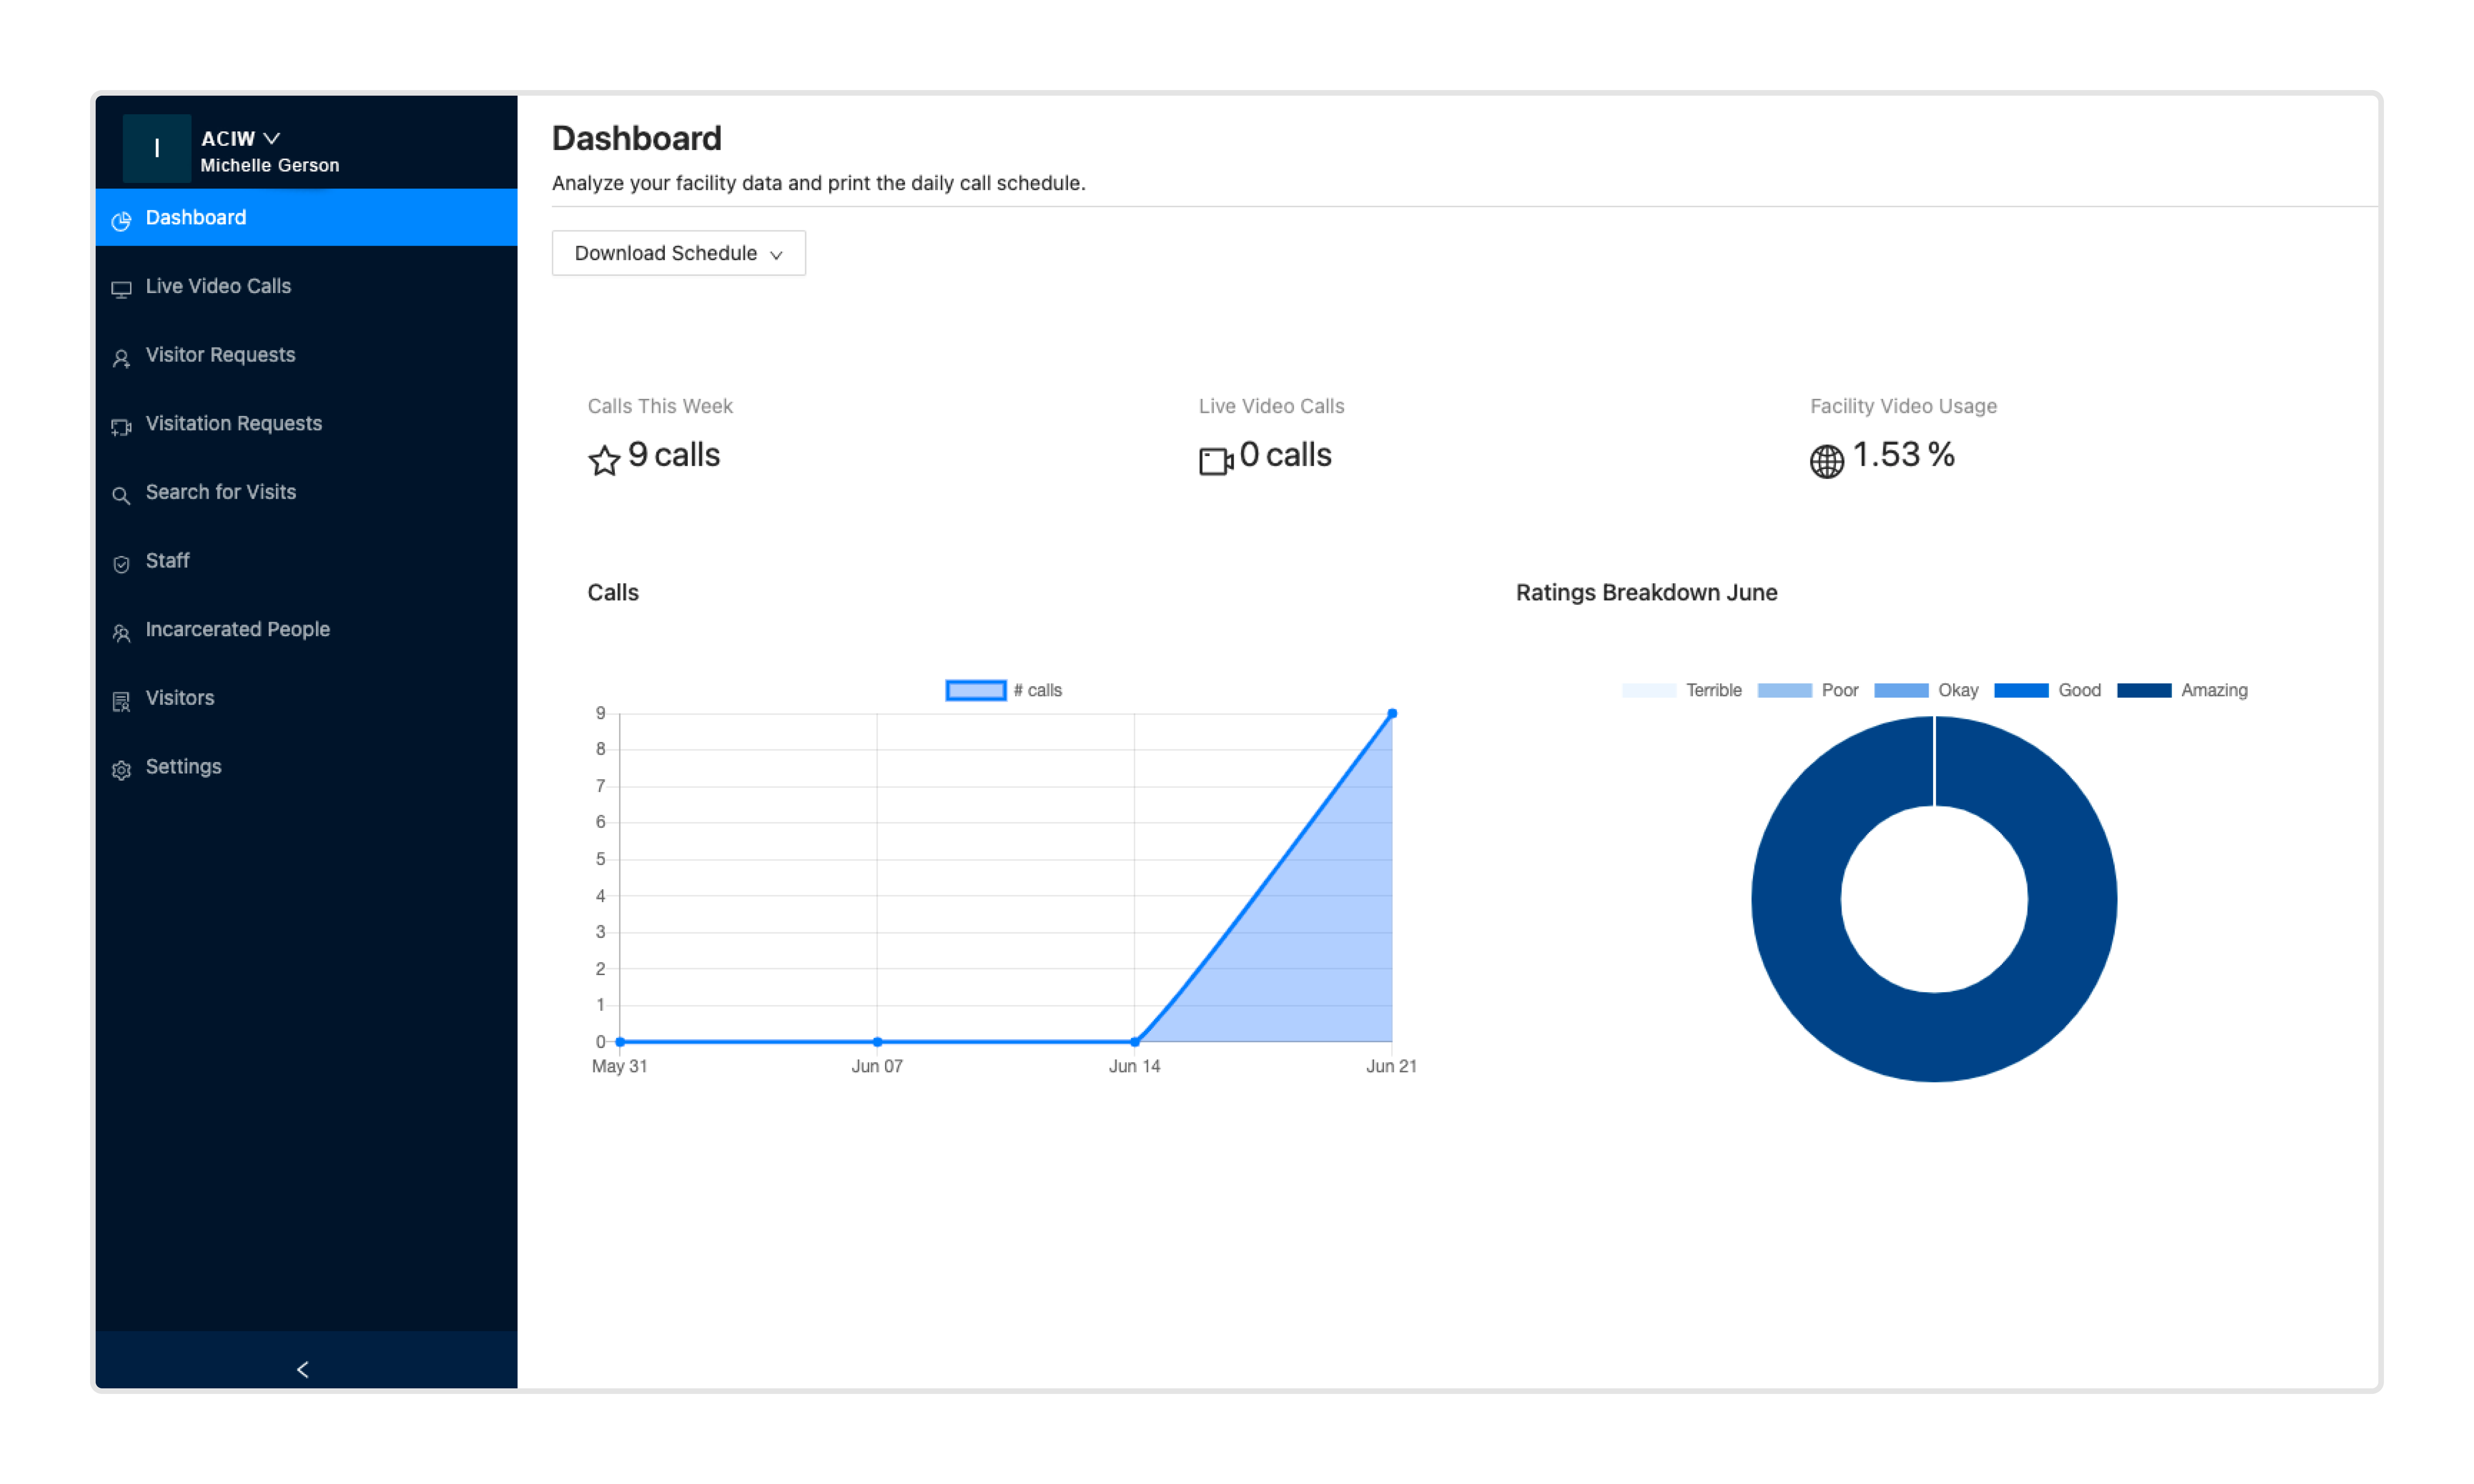 I
ACIW
Michelle Gerson
Dashboard
Live Video Calls
Visitor Requests
Visitation Requests
Search for Visits
Staff
Incarcerated People
Visitors
Settings
Dashboard
Analyze your facility data and print the daily call schedule.
Download Schedule
Calls This Week
9 calls
Live Video Calls
0 calls
Facility Video Usage
1.53 %
Calls
# calls
9
8
7
6
5
4
3
2
1
0
May 31 Jun 07 Jun 14 Jun 21
Ratings Breakdown June
Terrible Poor Okay Good Amazing